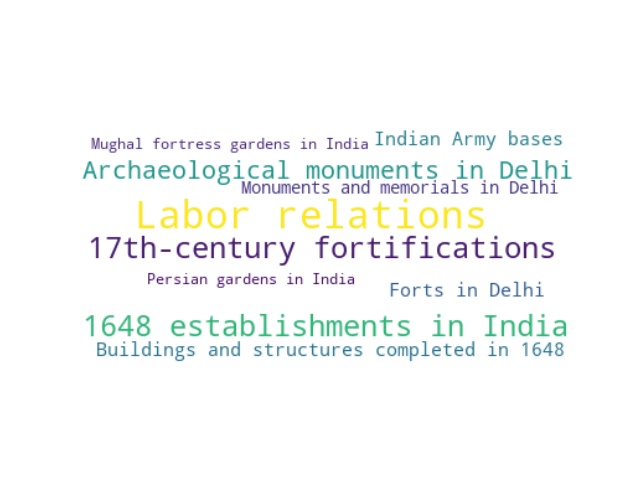 Mughal fortress gardens in India
Indian Army bases
Archaeological monuments in Delhi
Monuments and memorials in Delhi
Labor relations
17th-century fortifications
Persian gardens in India
Forts in Delhi
1648 establishments in India
Buildings and structures completed in 1648